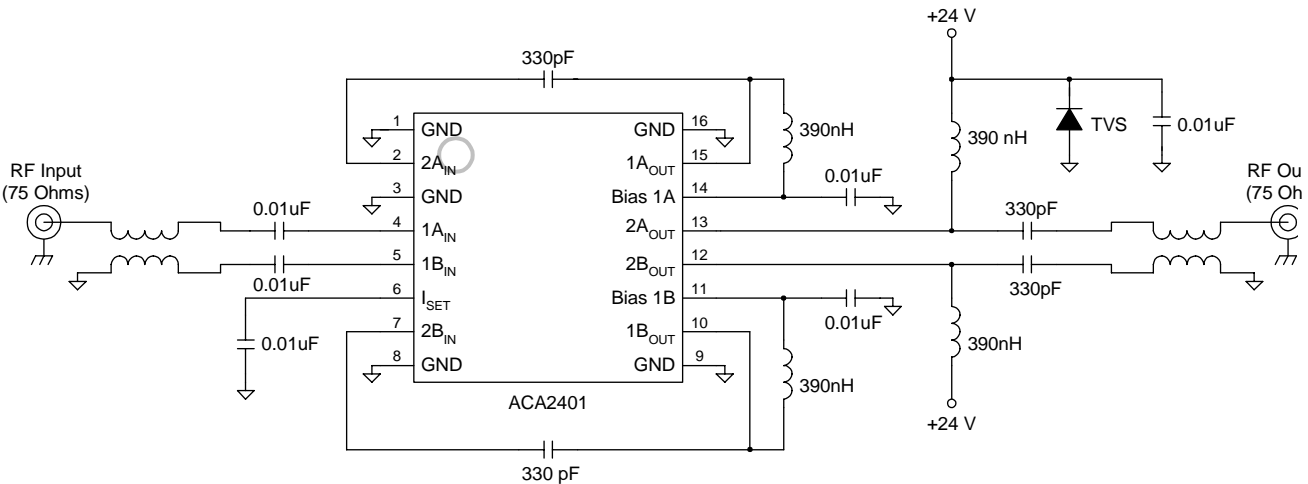 +24 V
330pF
1
GND
2
2A_IN
3
GND
4
1A_IN
5
1B_IN
6
I_SET
7
2B_IN
8
GND
16
GND
15
1A_OUT
14
Bias 1A
13
2A_OUT
12
2B_OUT
11
Bias 1B
10
1B_OUT
9
GND
ACA2401
390nH
0.01uF
390 nH
TVS
0.01uF
RF Input
(75 Ohms)
0.01uF
0.01uF
0.01uF
330pF
330pF
RF Ou
(75 Oh
0.01uF
390nH
390nH
+24 V
330 pF